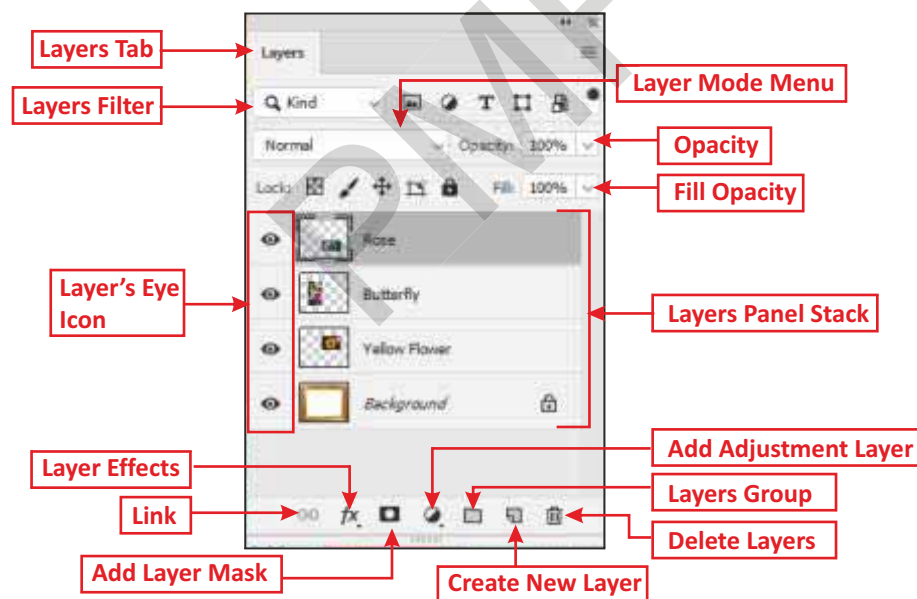 Layers Tab
Layers
Layers Filter
Kind
Layer Mode Menu
Normal
Opacity: 100%
Opacity
Lock:
Fill: 100%
Fill Opacity
Rose
Layer's Eye
Icon
Butterfly
Layers Panel Stack
Yellow Flower
Background
Add Adjustment Layer
Layer Effects
Layers Group
Link
fx
Delete Layers
Add Layer Mask
Create New Layer